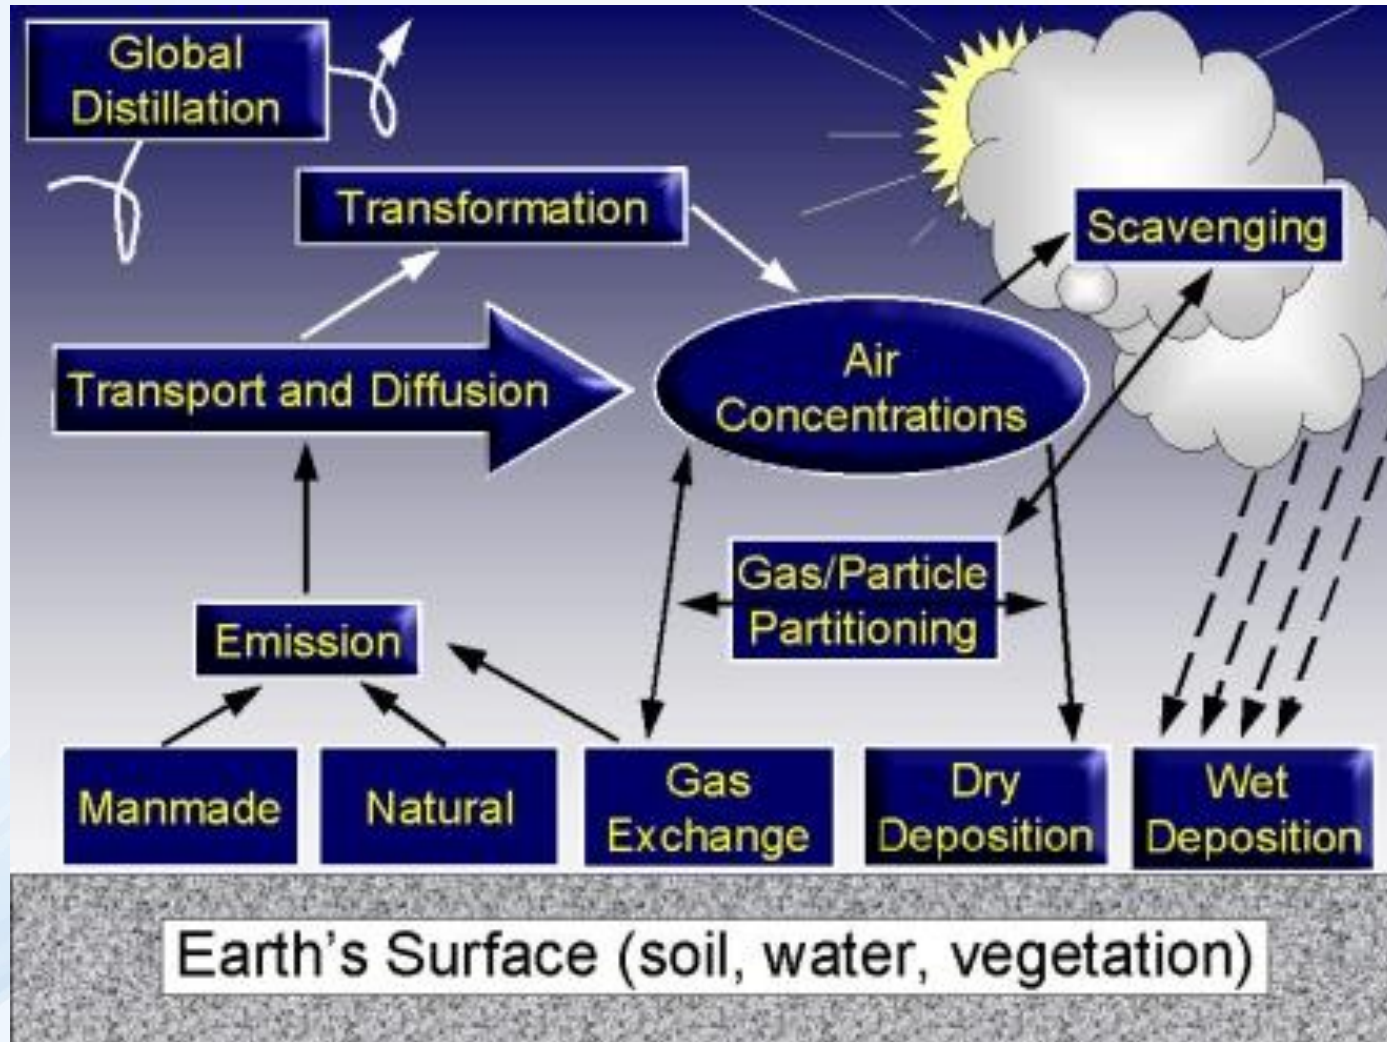 Global
Distillation
Transformation
Scavenging
Transport and Diffusion
Air
Concentrations
Gas/Particle
Partitioning
Emission
Manmade
Natural
Gas
Exchange
Dry
Deposition
Wet
Deposition
Earth's Surface (soil, water, vegetation)